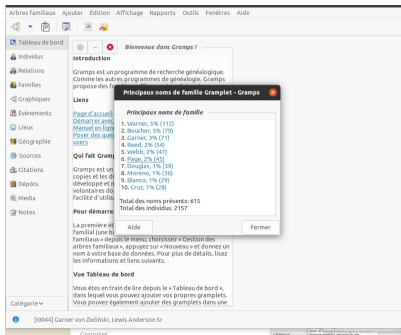 Arbres familiaux Ajouter Édition Affichage Rapports Outils Fenêtres Aide
Tableau de bord
Individus
Relations
Familles
Graphiques
Événements
Lieux
Géographie
Sources
Citations
Dépôts
Media
Notes
Catégorie
Bienvenue dans Gramps !
Introduction
Gramps est un programme de recherche généalogique.
Comme les autres programmes de généalogie, Gramps
propose des
Liens
Page d'accueil
Démarrer avec
Manuel en ligne
Poser des
users
Qui fait Gramps
Gramps est un
copies et les
développé et
volontaires
facilité d'utilis
Pour démarrer
La première
familial (une
familiaux » depuis le menu, choisissez « Gestion des
arbres familiaux », appuyez sur « Nouveau » et donnez un
nom à votre base de données. Pour plus de détails, lisez
les informations et liens suivants.
Vue Tableau de bord
Vous êtes en train de lire depuis le « Tableau de bord »,
dans lequel vous pouvez ajouter vos propres gramplets.
Vous pouvez également ajouter des gramplets dans une
Principaux noms de famille Gramplet - Gramps
Principaux noms de famille
1. Warner, 5% (112)
2. Boucher, 3% (79)
3. Garner, 3% (71)
4. Reed, 2% (54)
5. Webb, 2% (47)
6. Page, 2% (45)
7. Douglas, 1% (39)
8. Moreno, 1% (36)
9. Blanco, 1% (29)
10. Cruz, 1% (28)
Total des noms présents: 615
Total des individus: 2157
Aide
Fermer
[I0044] Garner von Zieliński, Lewis Anderson Sr
Gramplet